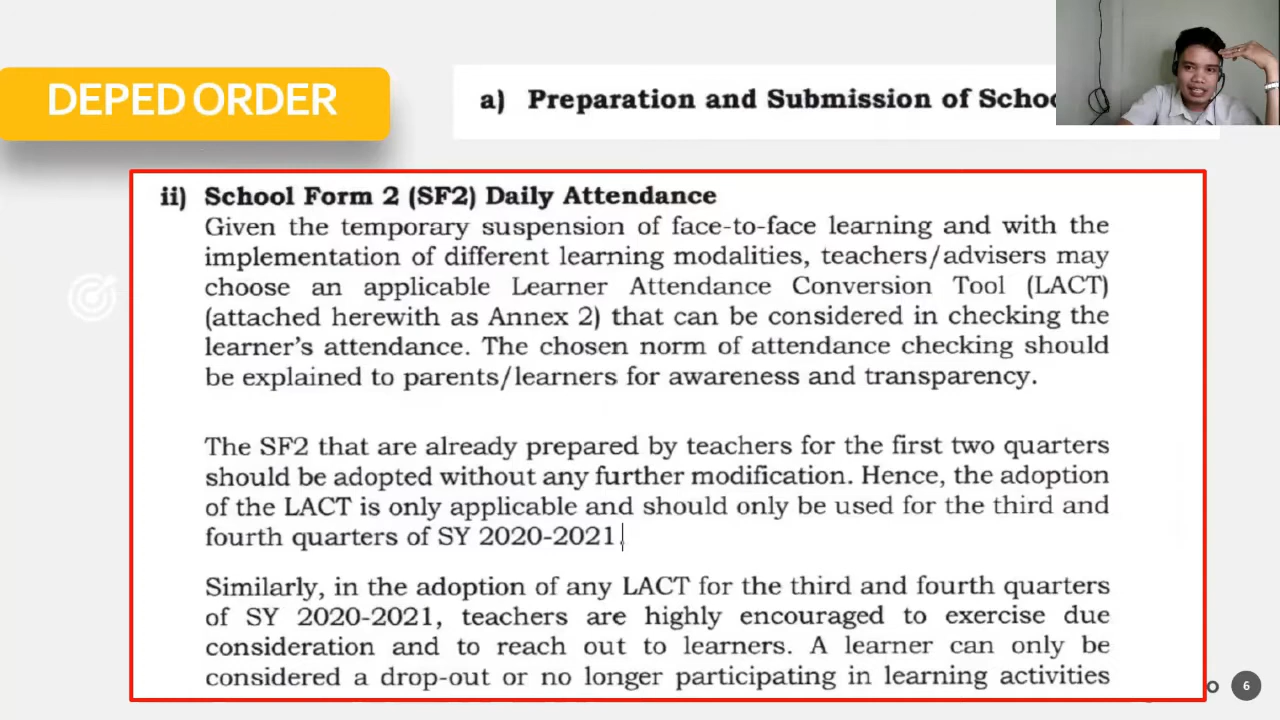 DEPED ORDER
a) Preparation and Submission of
ii) School Form 2 (SF2) Daily Attendance
Given the temporary suspension of face-to-face learning and with the
implementation of different learning modalities, teachers/advisers may
choose an applicable Learner Attendance Conversion Tool (LACT)
(attached herewith as Annex 2) that can be considered in checking the
learner's attendance. The chosen norm of attendance checking should
be explained to parents/learners for awareness and transparency.
The SF2 that are already prepared by teachers for the first two quarters
should be adopted without any further modification. Hence, the adoption
of the LACT is only applicable and should only be used for the third and
fourth quarters of SY 2020-2021.
Similarly, in the adoption of any LACT for the third and fourth quarters
of SY 2020-2021, teachers are highly encouraged to exercise due
consideration and to reach out to learners. A learner can only be
considered a drop-out or no longer participating in learning activities
6